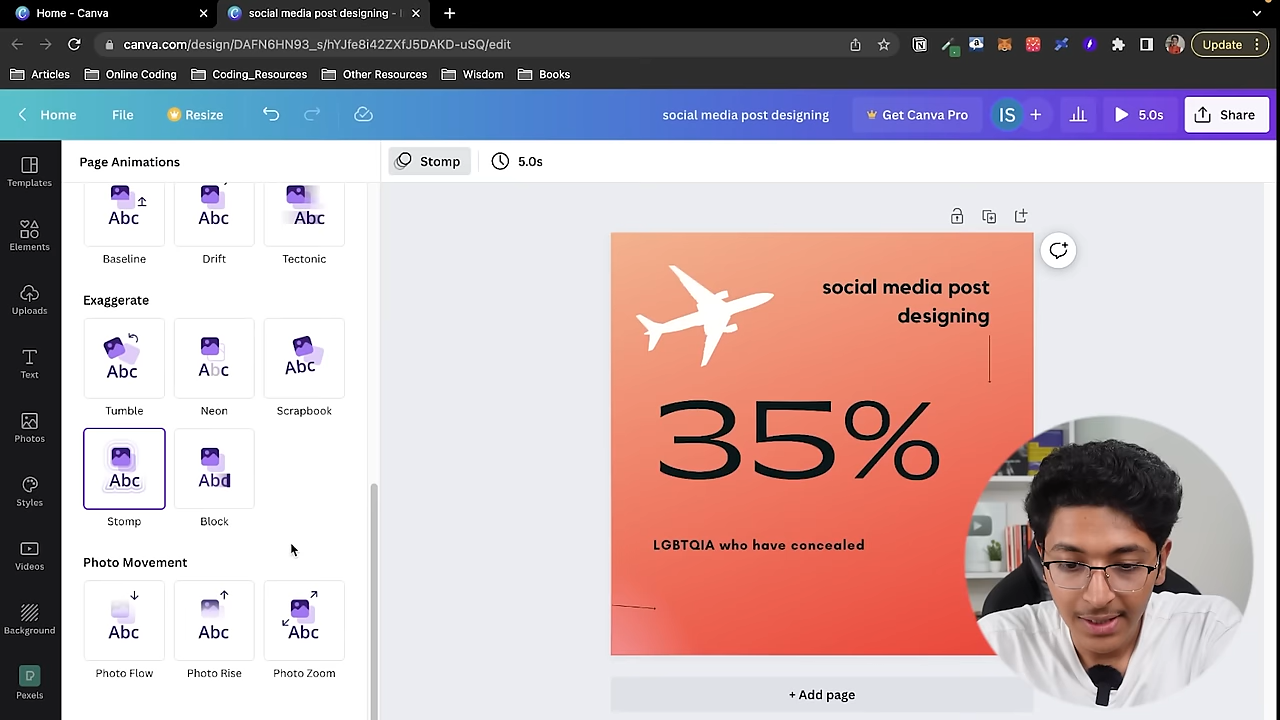 Home - Canva
social media post designing -
canva.com/design/DAFN6HN93_s/hYJfe8i42ZXfJ5DAKD-uSQ/edit
Update
Articles
Online Coding
Coding_Resources
Other Resources
Wisdom
Books
Home
File
Resize
social media post designing
Get Canva Pro
IS
5.0s
Share
Templates
Elements
Uploads
Text
Photos
Styles
Videos
Background
Pexels
Page Animations
Abc
Abc
Abc
Baseline
Drift
Tectonic
Exaggerate
Abc
Abc
Abc
Tumble
Neon
Scrapbook
Abc
Abc
Stomp
Block
Photo Movement
Abc
Abc
Abc
Photo Flow
Photo Rise
Photo Zoom
Stomp
5.0s
social media post
designing
35%
LGBTQIA who have concealed
+ Add page